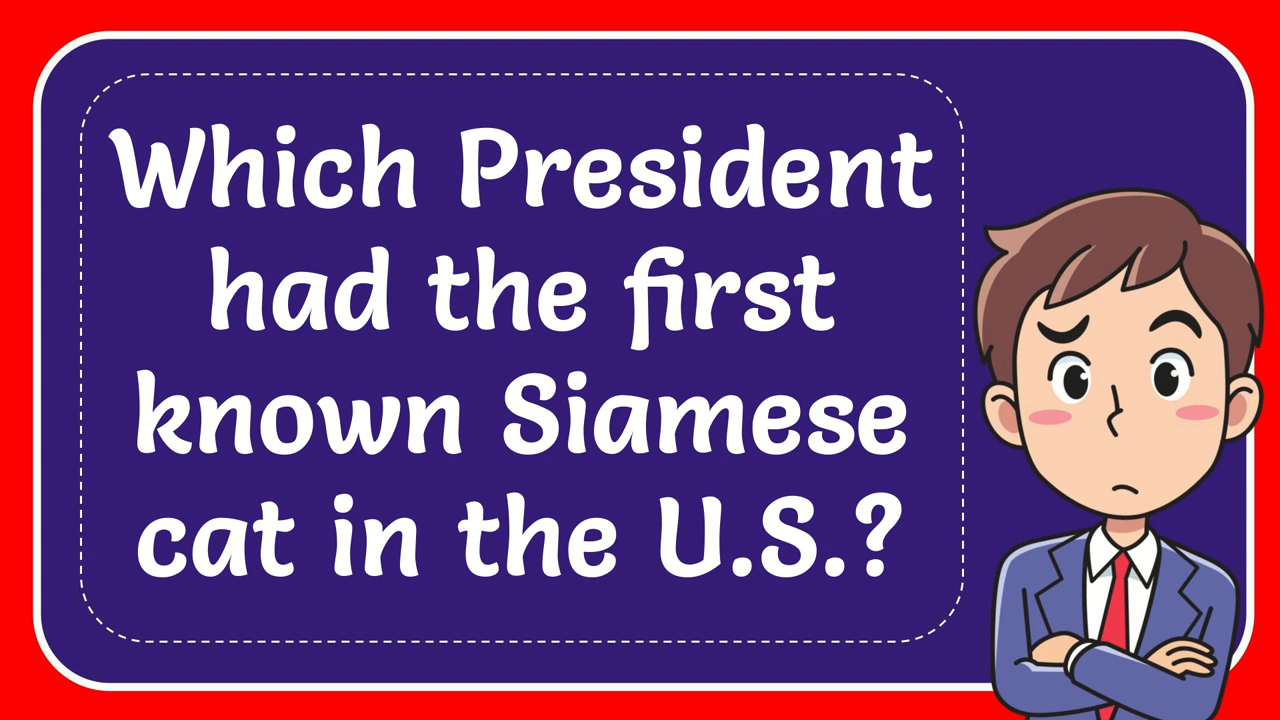 Which President
had the first
known Siamese
cat in the U.S.?